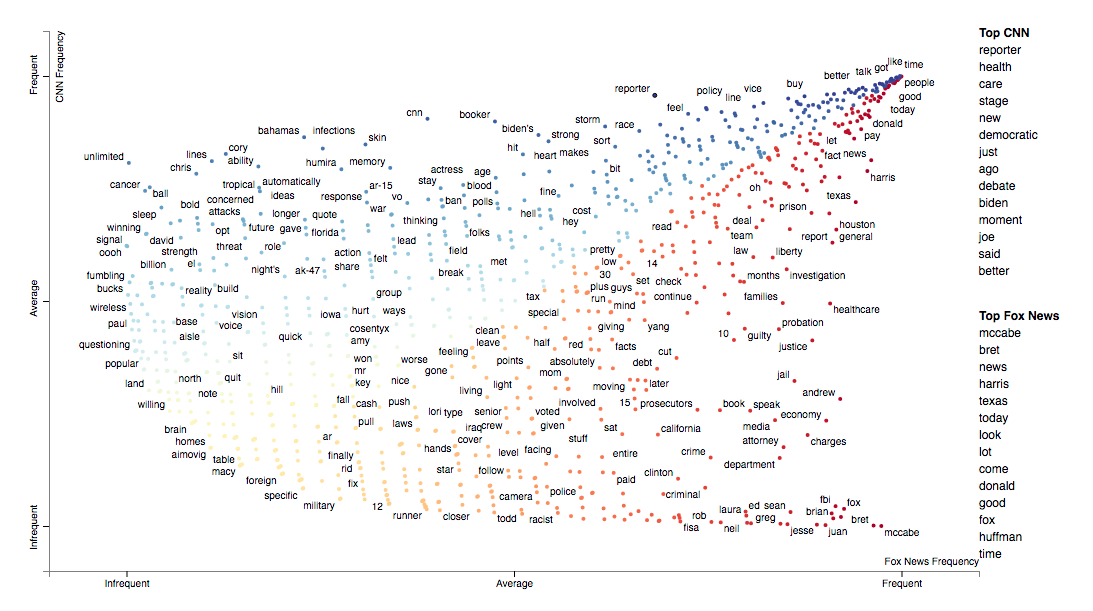 Top CNN
reporter
health
care
stage
new
democratic
just
ago
debate
biden
moment
joe
said
better
Top Fox News
mccabe
bret
news
harris
texas
today
look
lot
come
donald
good
fox
huffman
time
CNN Frequency
Frequent
Average
Infrequent
Fox News Frequency
Infrequent
Average
Frequent
like time
got
talk
better
people
buy
good
vice
policy
line
reporter
today
feel
donald
cnn
booker
storm
race
pay
biden's
strong
let
bahamas
infections
skin
sort
hit
heart makes
fact news
unlimited
lines
cory
ability
chris
humira
memory
bit
actress
age
harris
cancer
ball
tropical
automatically
ar-15
stay
blood
oh
texas
bold
concerned
ideas
response
vo
ban
polls
fine
prison
sleep
attacks
longer
quote
war
thinking
hell
cost
hey
deal
houston
winning
opt
future
gave
florida
folks
read
team
report
general
signal
david
threat
role
lead
pretty
law
liberty
oooh
strength
action
felt
field
met
low
14
billion
el
night's
ak-47
share
break
30
set
check
months
investigation
fumbling
bucks
reality
build
group
plus guys
tax
run
mind
continue
families
wireless
vision
iowa
hurt
ways
special
healthcare
paul
base
voice
cosentyx
clean
giving
yang
10
guilty
probation
aisle
quick
amy
leave
half
red
facts
justice
questioning
sit
won
worse
feeling
cut
popular
mr
gone
points
absolutely
debt
mom
jail
land
north
quit
key
nice
light
moving
later
note
hill
living
andrew
willing
fall
cash
push
involved
15
prosecutors
book
speak
lori type
senior
voted
economy
brain
pull
laws
iraq
crew
given
sat
california
media
homes
ar
cover
stuff
attorney
charges
aimovig
table
finally
hands
level
facing
entire
crime
macy
rid
star
follow
department
foreign
fix
clinton
paid
specific
camera
police
criminal
military
12
fbi
fox
runner
closer
todd
racist
rob
laura
ed sean
brian
fisa
neil
greg
bret
jesse
juan
mccabe